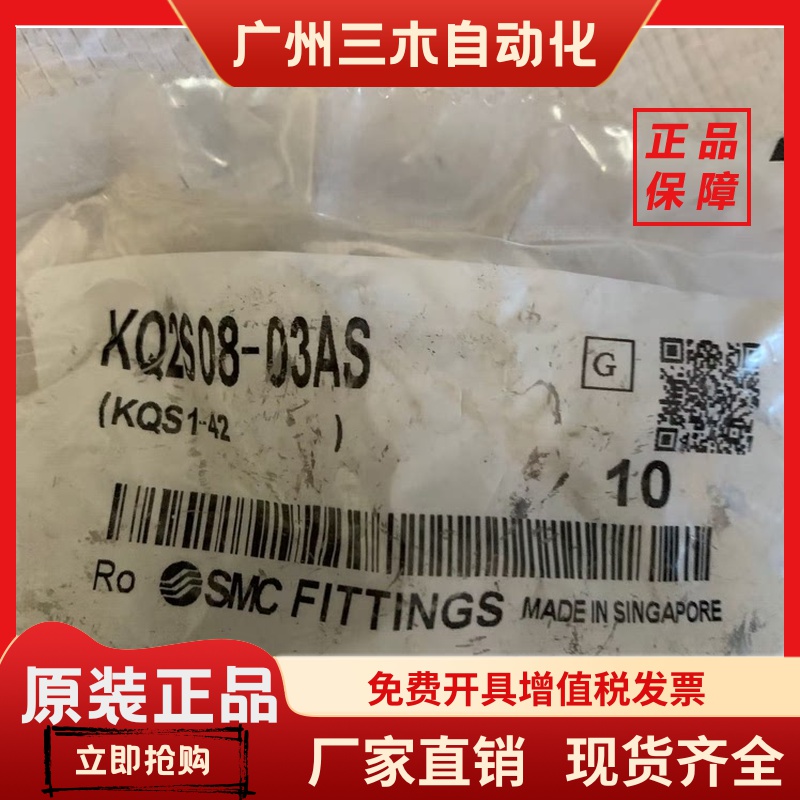 广州三木自动化
正品
保障
KQ2S08-03AS
G
(KQS1-42 )
10
Ro SMC FITTINGS MADE IN SINGAPORE
原装正品
免费开具增值税发票
立即抢购
厂家直销 现货齐全